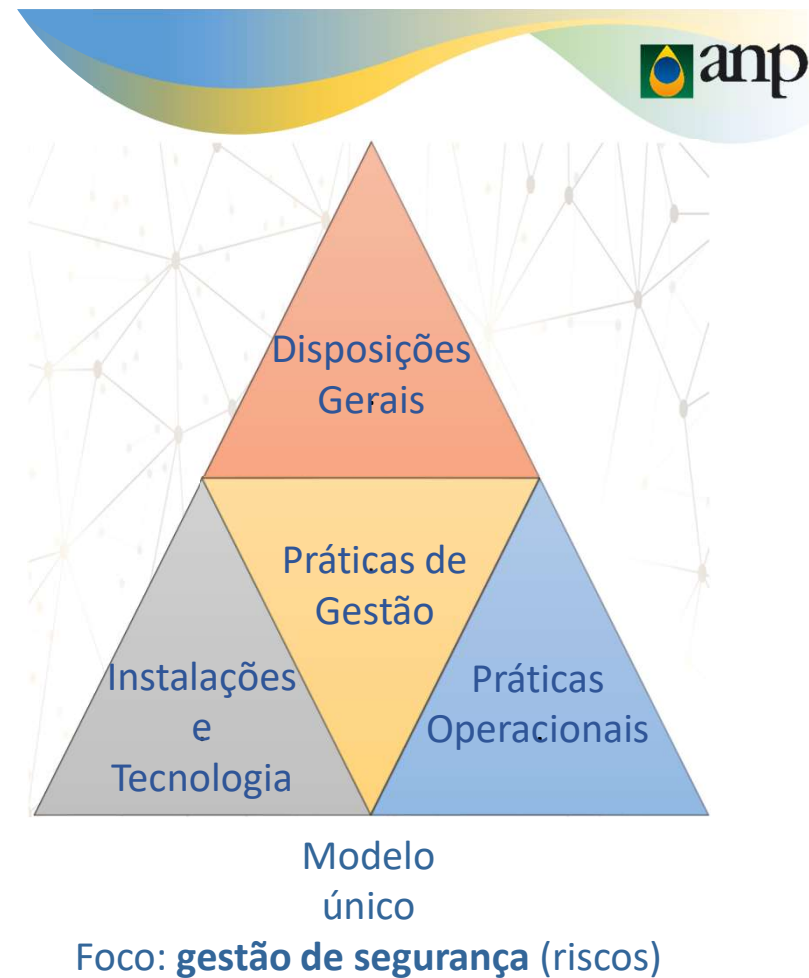 anp
Disposições
Gerais
Práticas de
Gestão
Instalações
e
Tecnologia
Práticas
Operacionais
Modelo
único
Foco: gestão de segurança (riscos)